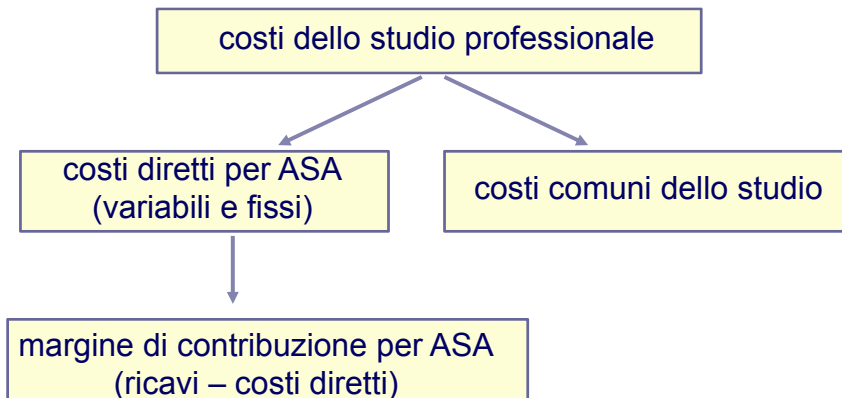 costi dello studio professionale
costi diretti per ASA
(variabili e fissi)
costi comuni dello studio
margine di contribuzione per ASA
(ricavi – costi diretti)